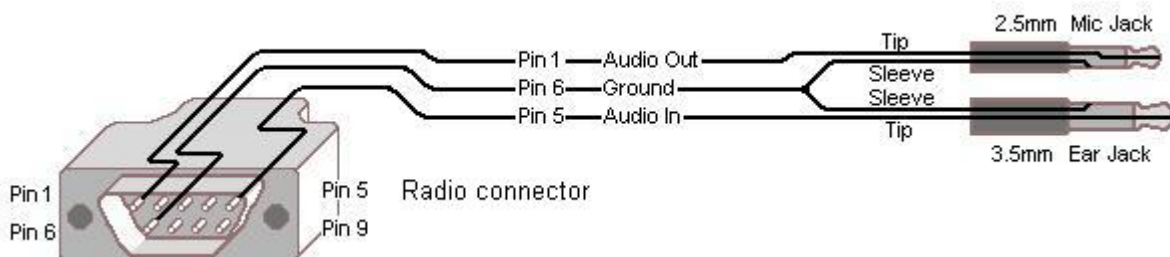 2.5mm Mic Jack
Tip
Pin 1 Audio Out
Sleeve
Pin 6 Ground
Sleeve
Pin 5 Audio In
Tip
3.5mm Ear Jack
Pin 1
Pin 5
Radio connector
Pin 6
Pin 9